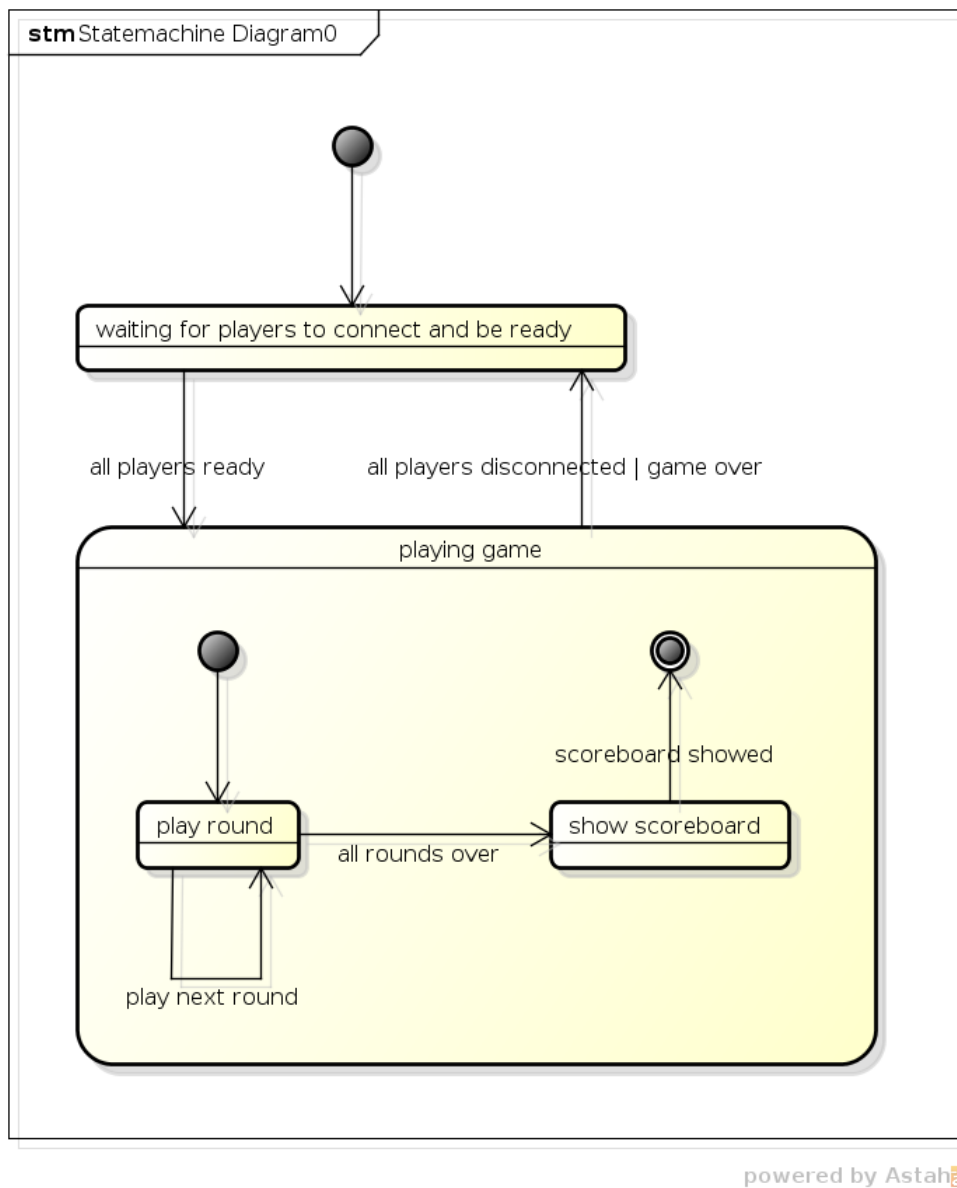 stm Statemachine Diagram0
waiting for players to connect and be ready
all players ready
all players disconnected | game over
playing game
scoreboard showed
play round
show scoreboard
all rounds over
play next round
powered by Astah